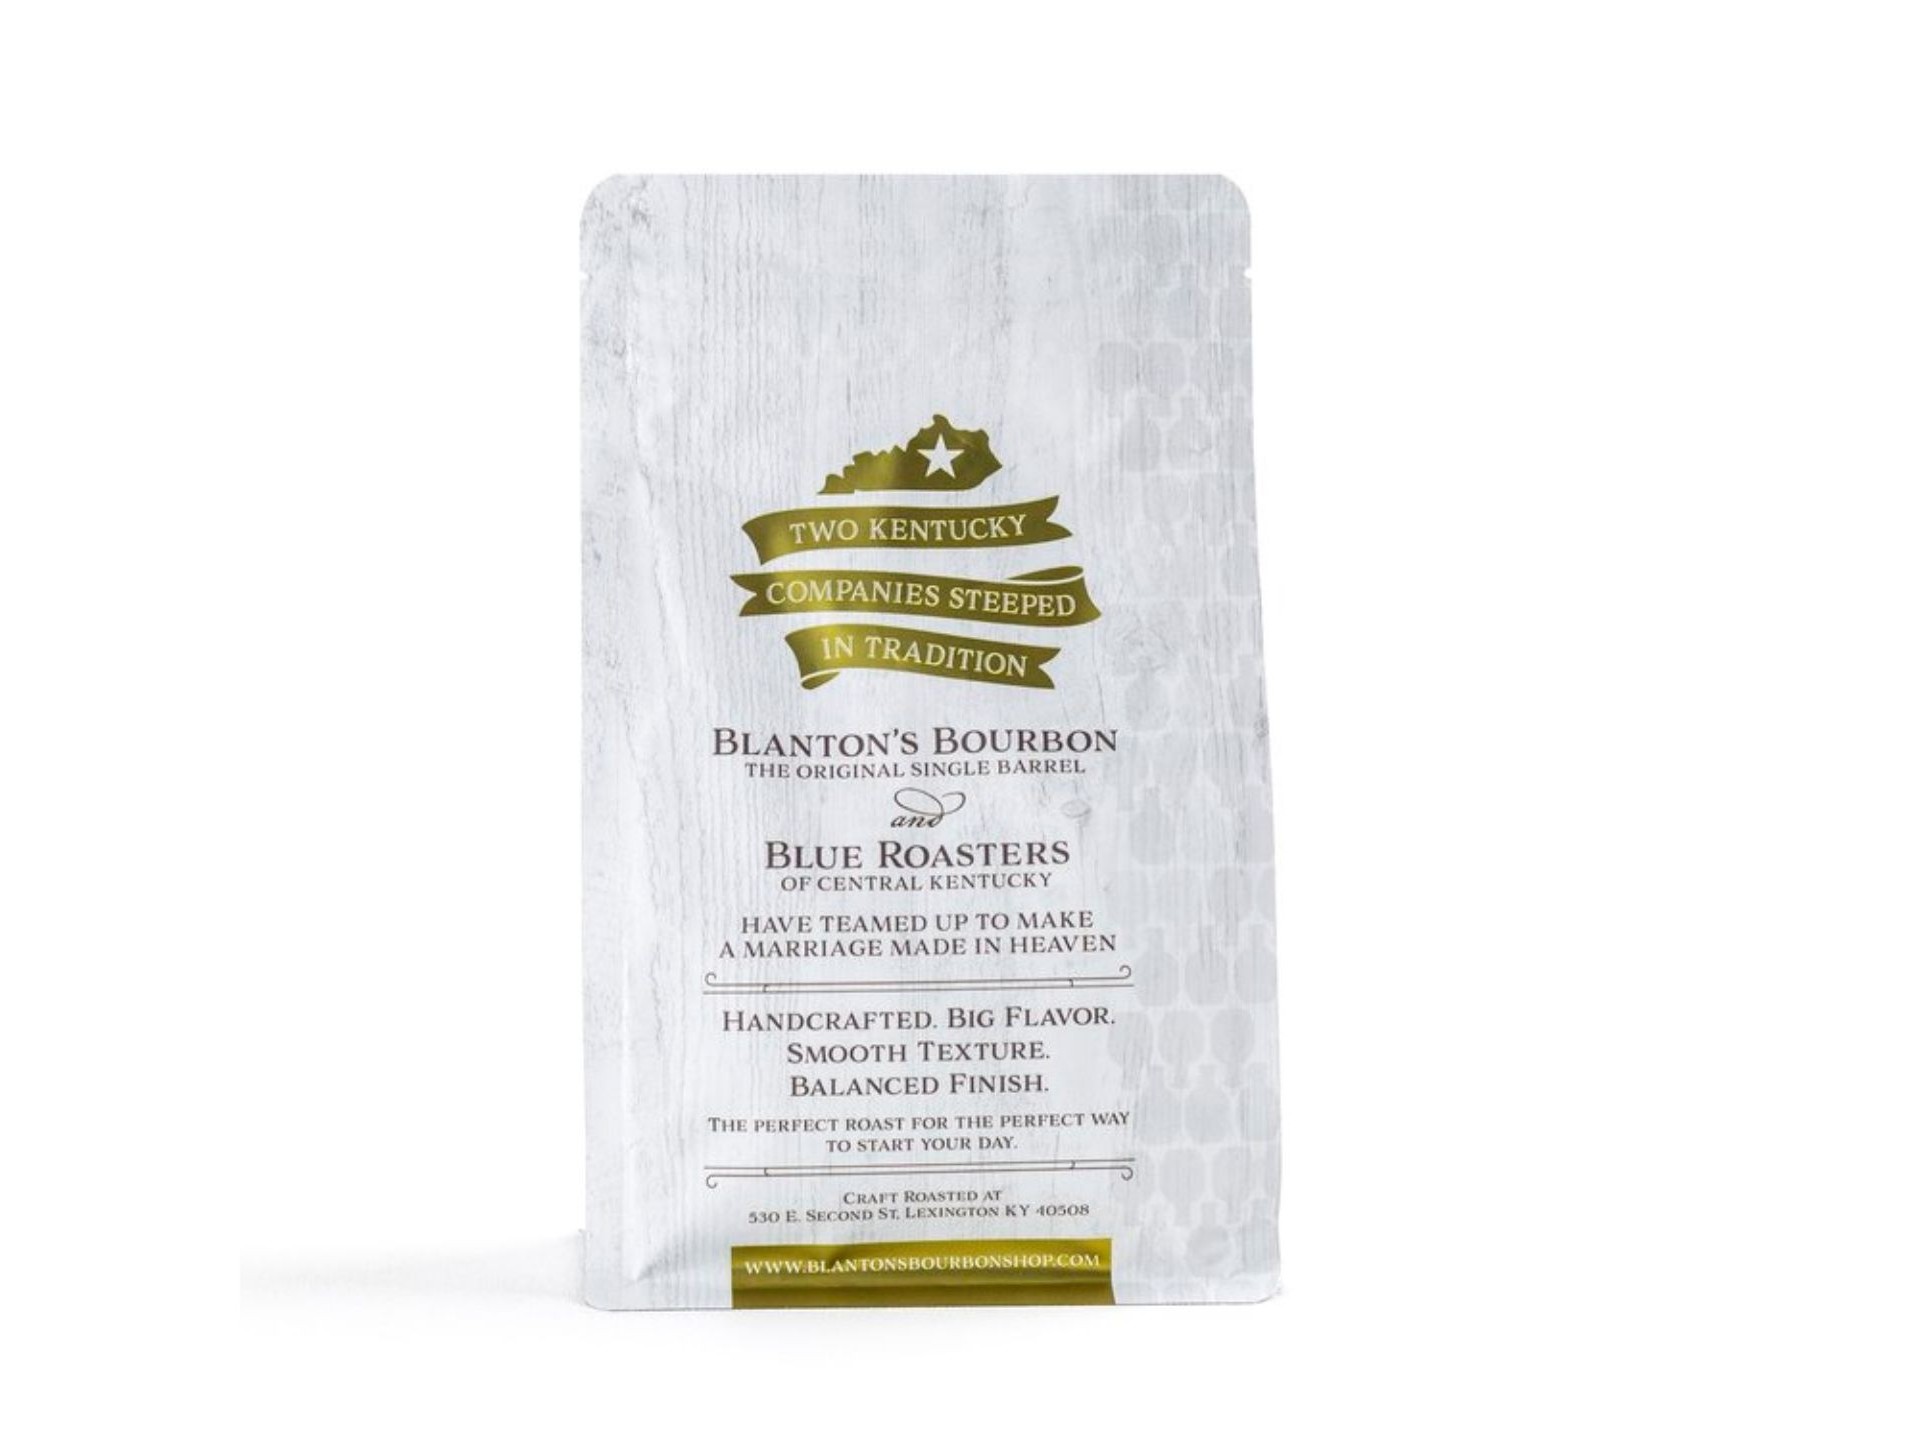 TWO KENTUCKY
COMPANIES STEEPED
IN TRADITION
BLANTON'S BOURBON
THE ORIGINAL SINGLE BARREL
and
BLUE ROASTERS
OF CENTRAL KENTUCKY
HAVE TEAMED UP TO MAKE
A MARRIAGE MADE IN HEAVEN
HANDCRAFTED. BIG FLAVOR.
SMOOTH TEXTURE.
BALANCED FINISH.
THE PERFECT ROAST FOR THE PERFECT WAY
TO START YOUR DAY.
CRAFT ROASTED AT
530 E. SECOND ST, LEXINGTON KY 40508
WWW.BLANTONSBOURBONSHOP.COM